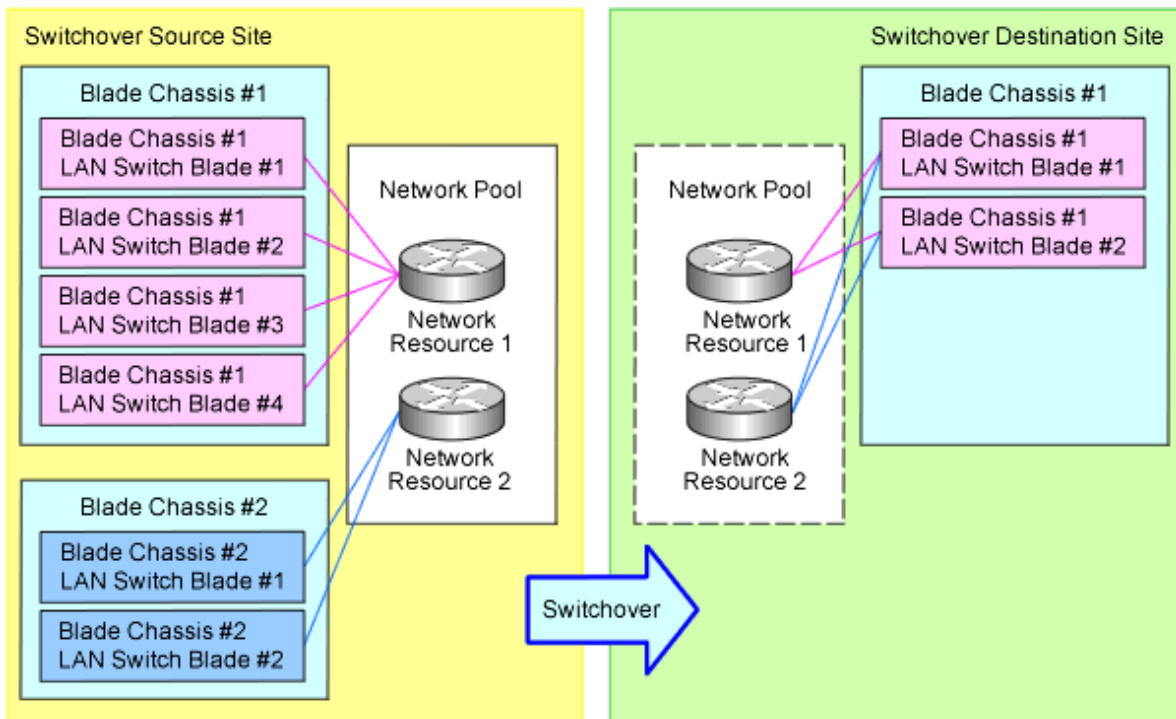 Switchover Source Site
Blade Chassis #1
Blade Chassis #1
LAN Switch Blade #1
Blade Chassis #1
LAN Switch Blade #2
Blade Chassis #1
LAN Switch Blade #3
Blade Chassis #1
LAN Switch Blade #4
Network Pool
Network
Resource 1
Network
Resource 2
Blade Chassis #2
Blade Chassis #2
LAN Switch Blade #1
Blade Chassis #2
LAN Switch Blade #2
Switchover
Switchover Destination Site
Network Pool
Network
Resource 1
Network
Resource 2
Blade Chassis #1
Blade Chassis #1
LAN Switch Blade #1
Blade Chassis #1
LAN Switch Blade #2